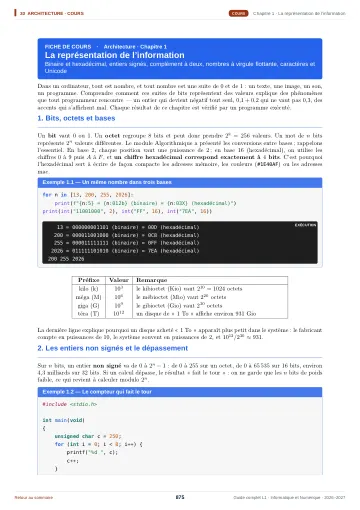 30 ARCHITECTURE · COURS
COURS Chapitre 1 · La représentation de l'information
FICHE DE COURS · Architecture · Chapitre 1
La représentation de l'information
Binaire et hexadécimal, entiers signés, complément à deux, nombres à virgule flottante, caractères et
Unicode
Dans un ordinateur, tout est nombre, et tout nombre est une suite de 0 et de 1 : un texte, une image, un son,
un programme. Comprendre comment ces suites de bits représentent des valeurs explique des phénomènes
que tout programmeur rencontre — un entier qui devient négatif tout seul, 0,1 + 0,2 qui ne vaut pas 0,3, des
accents qui s'affichent mal. Chaque résultat de ce chapitre est vérifié par un programme exécuté.
1. Bits, octets et bases
Un bit vaut 0 ou 1. Un octet regroupe 8 bits et peut donc prendre 2⁸ = 256 valeurs. Un mot de n bits
représente 2ⁿ valeurs différentes. Le module Algorithmique a présenté les conversions entre bases ; rappelons
l'essentiel. En base 2, chaque position vaut une puissance de 2 ; en base 16 (hexadécimal), on utilise les
chiffres 0 à 9 puis A à F, et un chiffre hexadécimal correspond exactement à 4 bits. C'est pourquoi
l'hexadécimal sert à écrire de façon compacte les adresses mémoire, les couleurs (#1E40AF) ou les adresses
mac.
Exemple 1.1 — Un même nombre dans trois bases
for n in [13, 200, 255, 2026]:
    print(f"{n:5} = {n:012b} (binaire) = {n:03X} (hexadécimal)")
print(int("11001000", 2), int("FF", 16), int("7EA", 16))
EXÉCUTION
   13 = 000000001101 (binaire) = 00D (hexadécimal)
  200 = 000011001000 (binaire) = 0C8 (hexadécimal)
  255 = 000011111111 (binaire) = 0FF (hexadécimal)
 2026 = 011111101010 (binaire) = 7EA (hexadécimal)
200 255 2026
Préfixe Valeur Remarque
kilo (k) 10³ le kibioctet (Kio) vaut 2¹⁰ = 1024 octets
méga (M) 10⁶ le mébioctet (Mio) vaut 2²⁰ octets
giga (G) 10⁹ le gibioctet (Gio) vaut 2³⁰ octets
téra (T) 10¹² un disque de « 1 To » affiche environ 931 Gio
La dernière ligne explique pourquoi un disque acheté « 1 To » apparaît plus petit dans le système : le fabricant
compte en puissances de 10, le système souvent en puissances de 2, et 10¹²/2³⁰ ≈ 931.
2. Les entiers non signés et le dépassement
Sur n bits, un entier non signé va de 0 à 2ⁿ − 1 : de 0 à 255 sur un octet, de 0 à 65 535 sur 16 bits, environ
4,3 milliards sur 32 bits. Si un calcul dépasse, le résultat « fait le tour » : on ne garde que les n bits de poids
faible, ce qui revient à calculer modulo 2ⁿ.
Exemple 1.2 — Le compteur qui fait le tour
#include <stdio.h>
int main(void)
{
    unsigned char c = 250;
    for (int i = 0; i < 8; i++) {
        printf("%d ", c);
        c++;
    }
Retour au sommaire
875
Guide complet L1 · Informatique et Numérique · 2026–2027